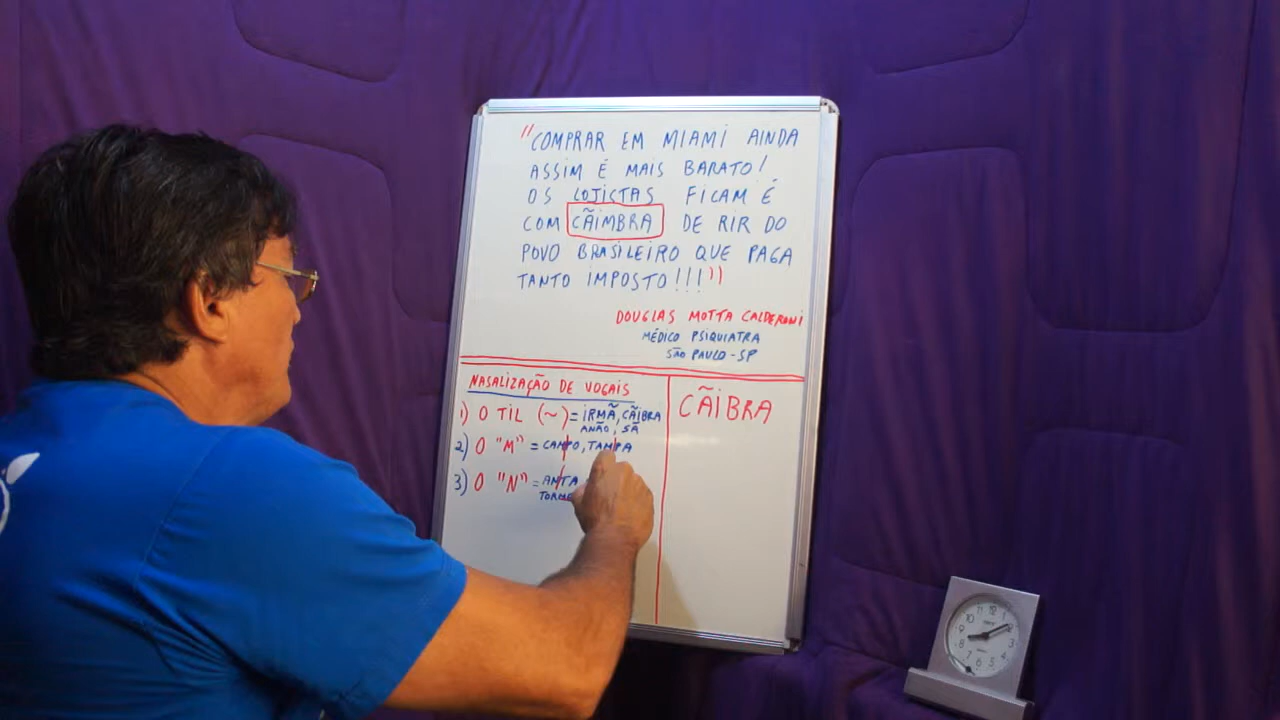 "COMPRAR EM MIAMI AINDA
ASSIM É MAIS BARATO!
OS LOJICTAS FICAM É
COM CÃIMBRA DE RIR DO
POVO BRASILEIRO QUE PAGA
TANTO IMPOSTO!!!"
DOUGLAS MOTTA CALDERONI
MÉDICO PSIQUIATRA
SÃO PAULO-SP
NASALIZAÇÃO DE VOGAIS
1) O TIL (~) = IRMÃ, CÃIBRA
ANÃO, SÃ
2) O "M" = CAMPO, TAMPA
3) O "N" = ANTA
CÃIBRA